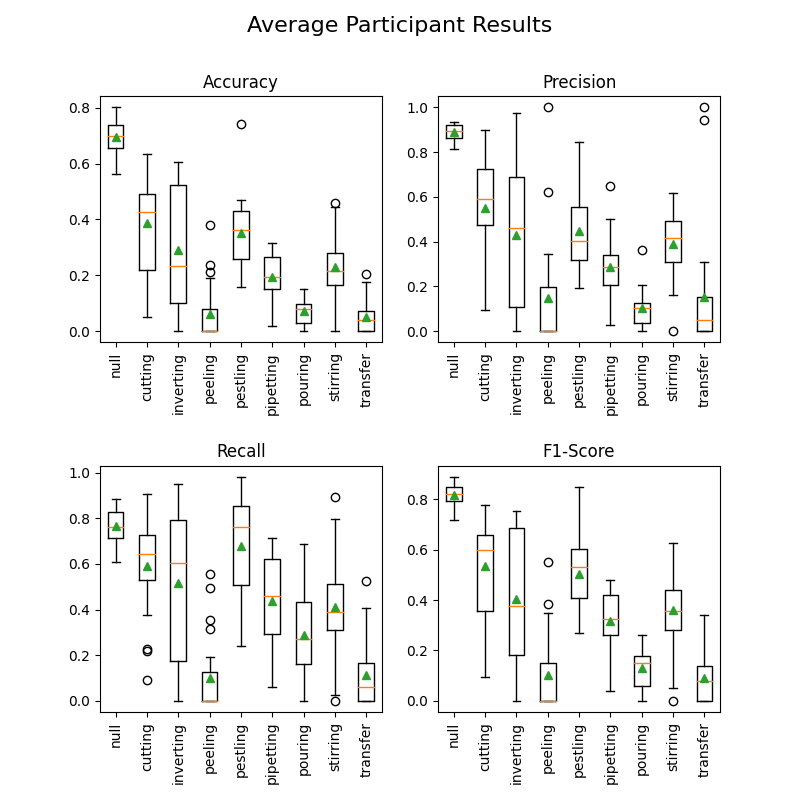 Average Participant Results
Accuracy
0.8
0.6
0.4
0.2
0.0
null
cutting
inverting
peeling
pestling
pipetting
pouring
stirring
transfer
Precision
1.0
0.8
0.6
0.4
0.2
0.0
null
cutting
inverting
peeling
pestling
pipetting
pouring
stirring
transfer
Recall
1.0
0.8
0.6
0.4
0.2
0.0
null
cutting
inverting
peeling
pestling
pipetting
pouring
stirring
transfer
F1-Score
0.8
0.6
0.4
0.2
0.0
null
cutting
inverting
peeling
pestling
pipetting
pouring
stirring
transfer